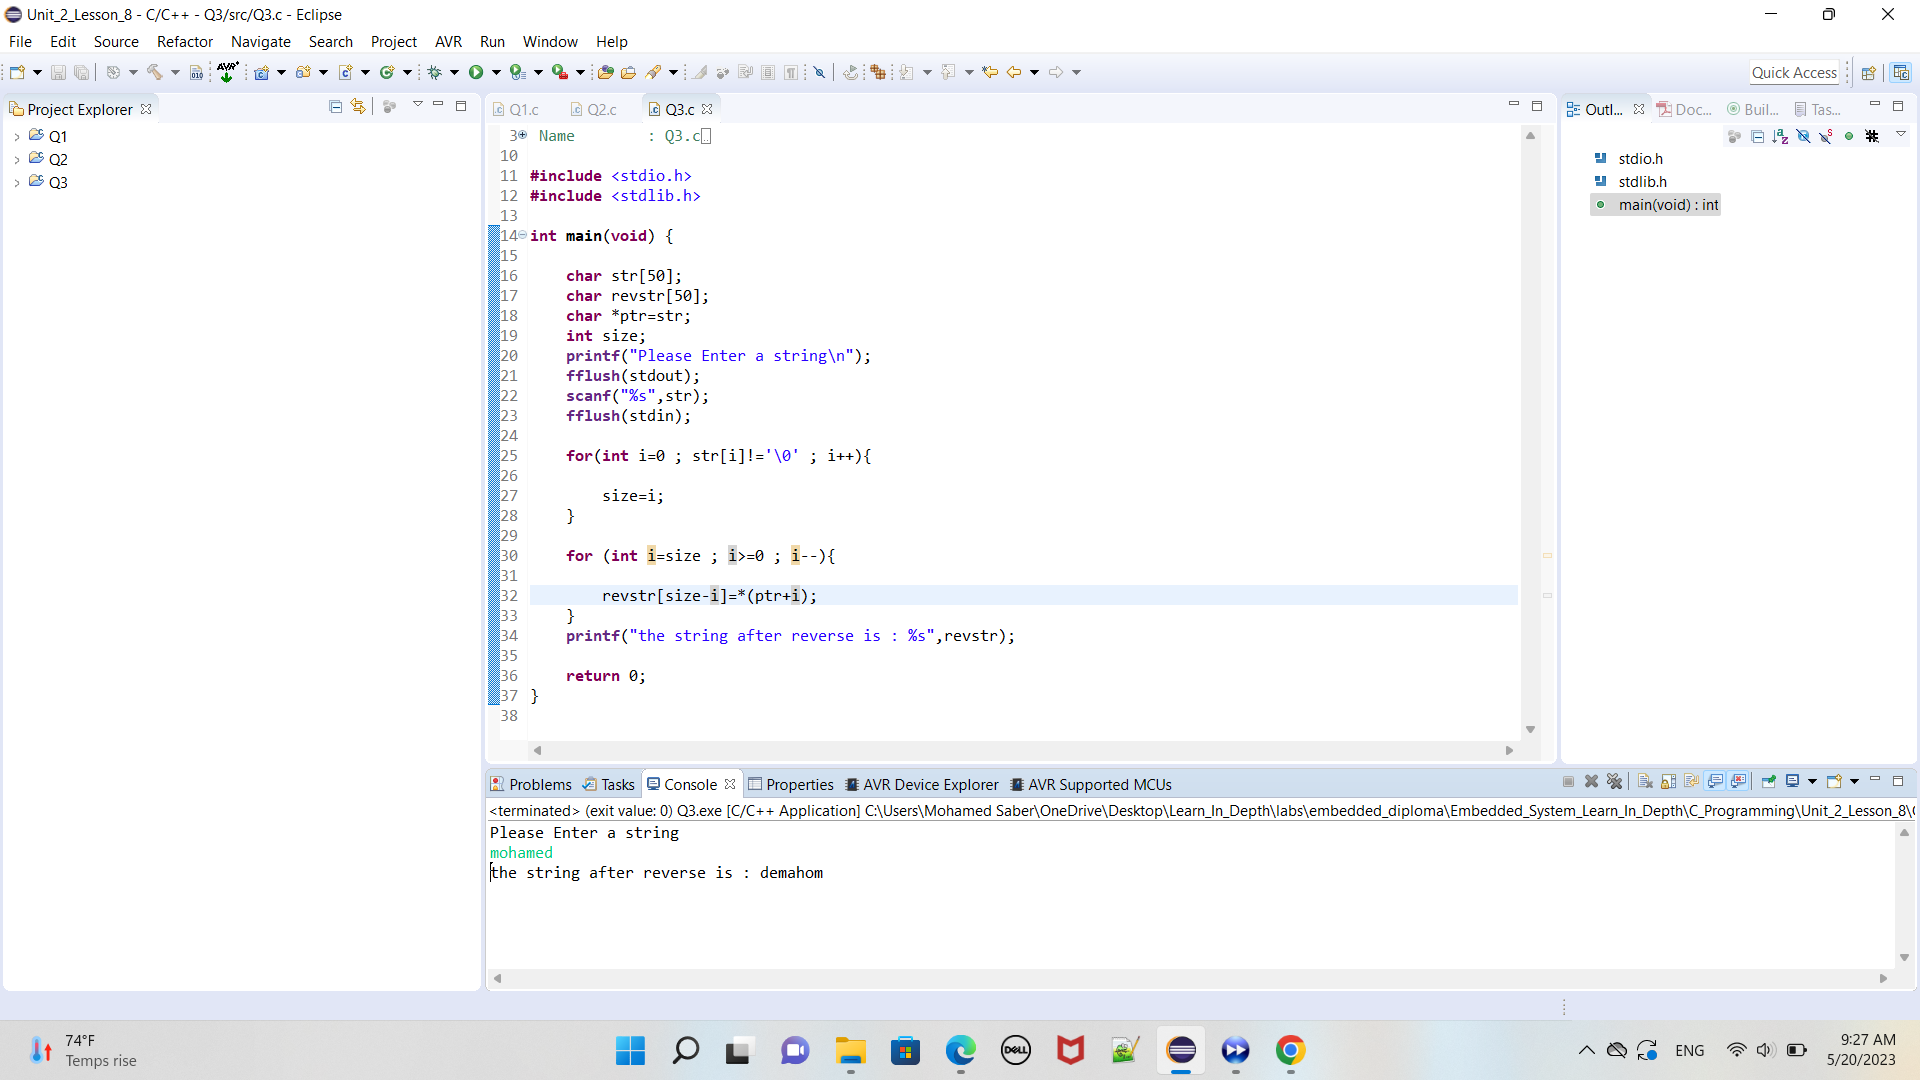 Unit_2_Lesson_8 - C/C++ - Q3/src/Q3.c - Eclipse
File Edit Source Refactor Navigate Search Project AVR Run Window Help
Quick Access
Project Explorer
Q1
Q2
Q3
Q1.c Q2.c Q3.c
3 Name : Q3.c
10
11 #include <stdio.h>
12 #include <stdlib.h>
13
14 int main(void) {
15
16 char str[50];
17 char revstr[50];
18 char *ptr=str;
19 int size;
20 printf("Please Enter a string\n");
21 fflush(stdout);
22 scanf("%s",str);
23 fflush(stdin);
24
25 for(int i=0 ; str[i]!='\0' ; i++){
26
27 size=i;
28 }
29
30 for (int i=size ; i>=0 ; i--){
31
32 revstr[size-i]=*(ptr+i);
33 }
34 printf("the string after reverse is : %s",revstr);
35
36 return 0;
37 }
38
Outl... Doc... Buil... Tas...
stdio.h
stdlib.h
main(void) : int
Problems Tasks Console Properties AVR Device Explorer AVR Supported MCUs
<terminated> (exit value: 0) Q3.exe [C/C++ Application] C:\Users\Mohamed Saber\OneDrive\Desktop\Learn_In_Depth\labs\embedded_diploma\Embedded_System_Learn_In_Depth\C_Programming\Unit_2_Lesson_8\
Please Enter a string
mohamed
the string after reverse is : demahom
74°F
Temps rise
DELL
ENG
9:27 AM
5/20/2023